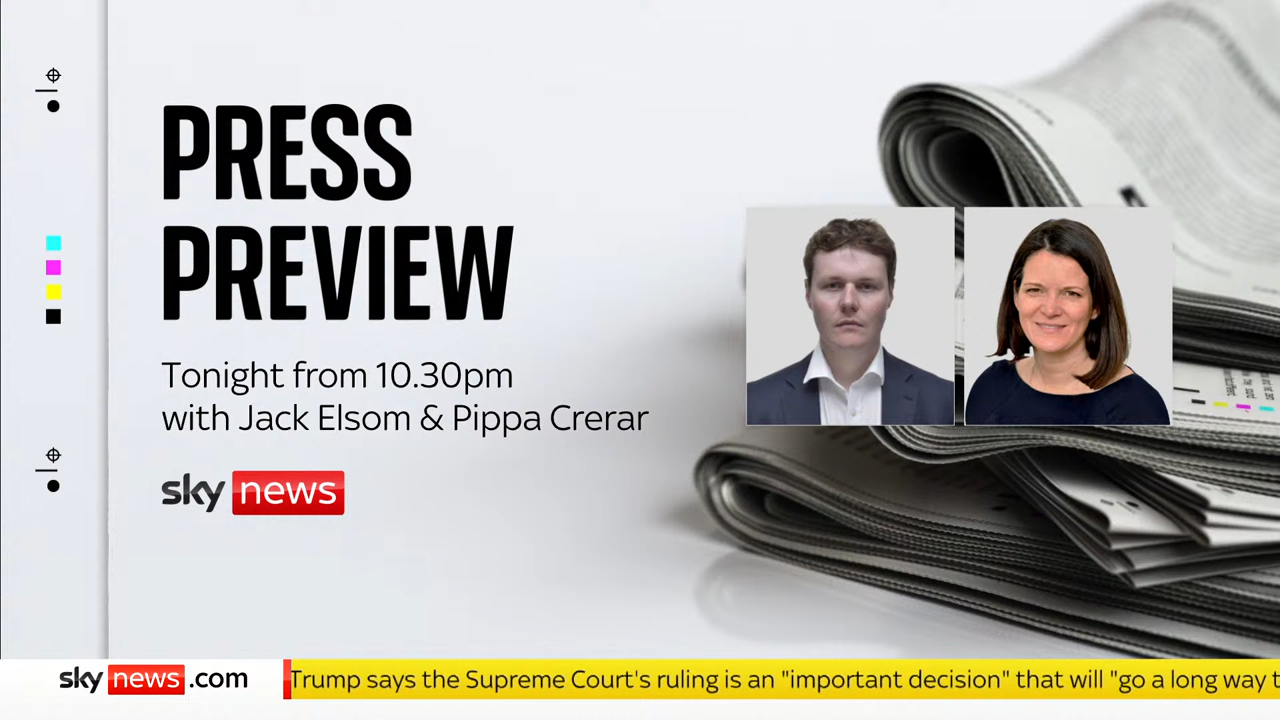 PRESS
PREVIEW
Tonight from 10.30pm
with Jack Elsom & Pippa Crerar
sky news
sky news .com
Trump says the Supreme Court's ruling is an "important decision" that will "go a long way t